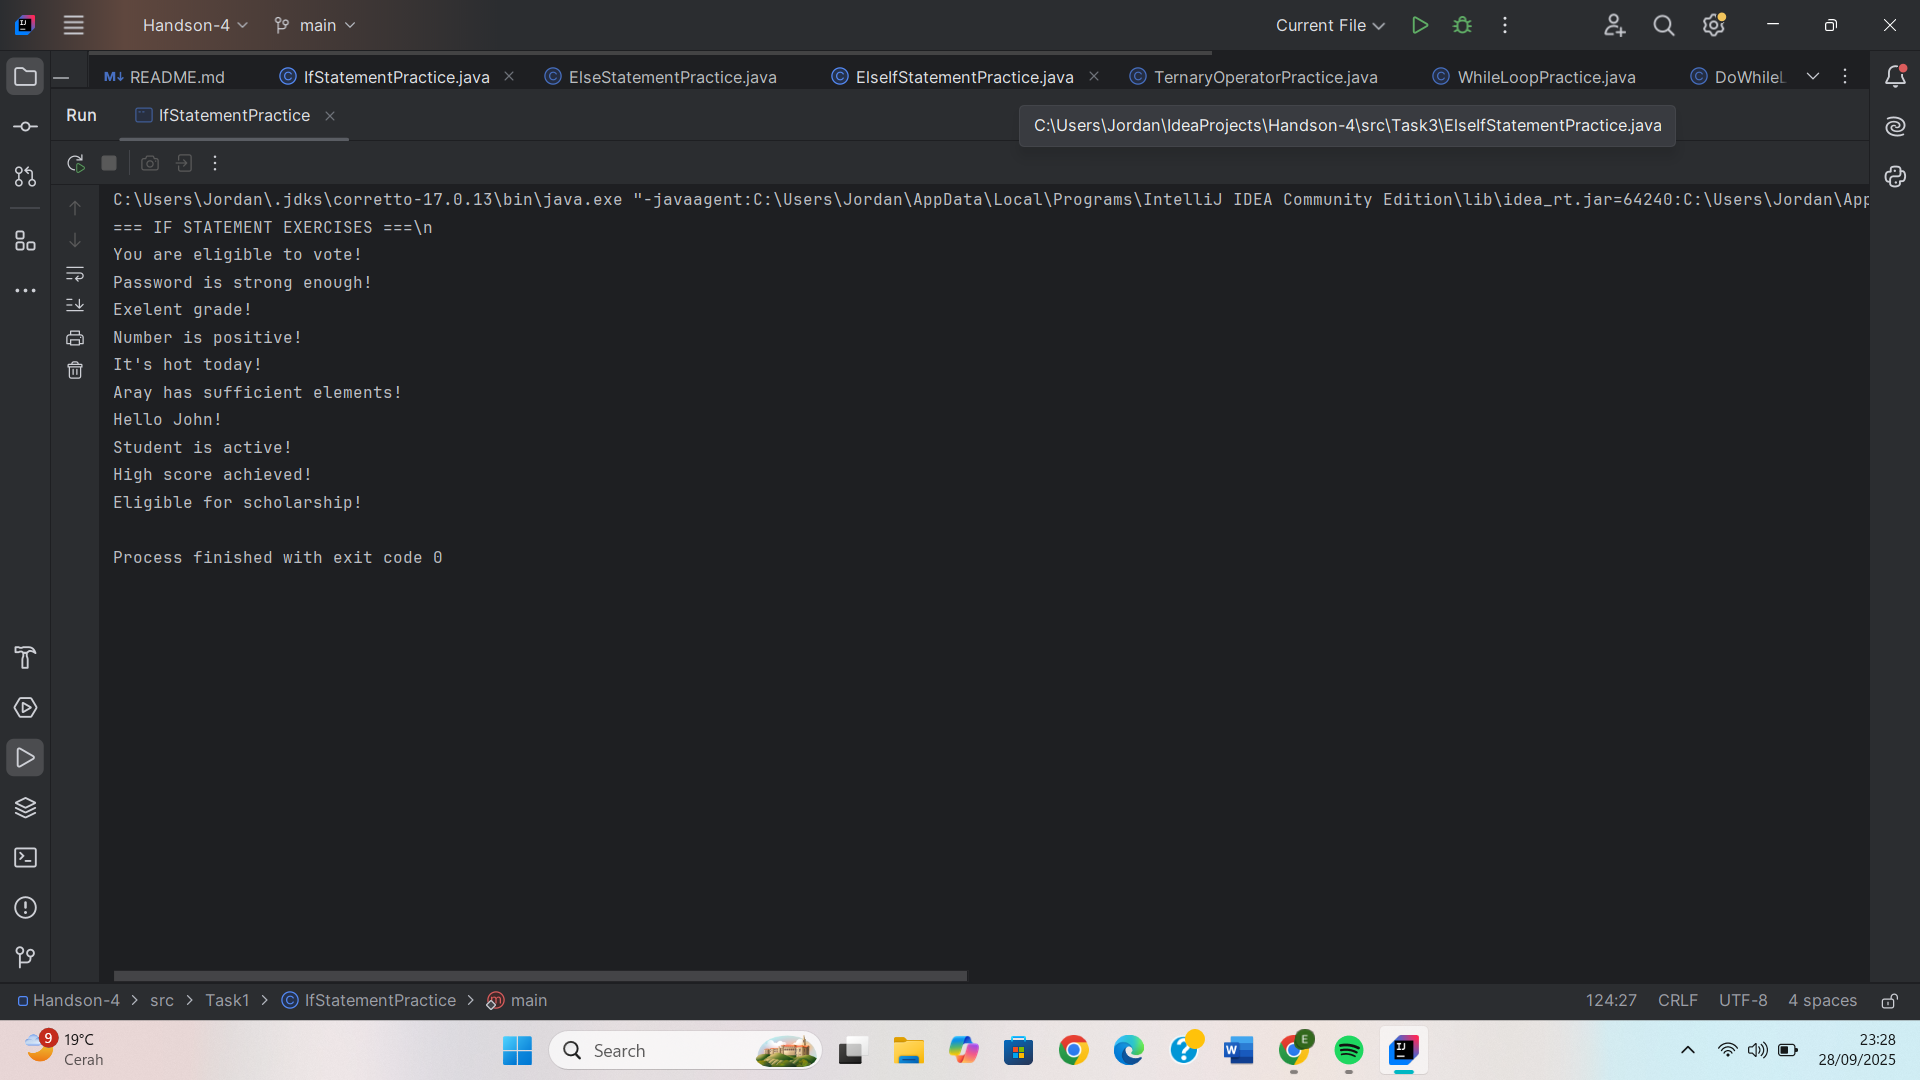 Handson-4
main
Current File
README.md
IfStatementPractice.java
ElseStatementPractice.java
ElseIfStatementPractice.java
TernaryOperatorPractice.java
WhileLoopPractice.java
DoWhileL
Run
IfStatementPractice
C:\Users\Jordan\IdeaProjects\Handson-4\src\Task3\ElseIfStatementPractice.java
C:\Users\Jordan\.jdks\corretto-17.0.13\bin\java.exe "-javaagent:C:\Users\Jordan\AppData\Local\Programs\IntelliJ IDEA Community Edition\lib\idea_rt.jar=64240:C:\Users\Jordan\App
=== IF STATEMENT EXERCISES ===\n
You are eligible to vote!
Password is strong enough!
Exelent grade!
Number is positive!
It's hot today!
Aray has sufficient elements!
Hello John!
Student is active!
High score achieved!
Eligible for scholarship!
Process finished with exit code 0
Handson-4 > src > Task1 > IfStatementPractice > main
124:27 CRLF UTF-8 4 spaces
9
19°C
Cerah
Search
E
23:28
28/09/2025